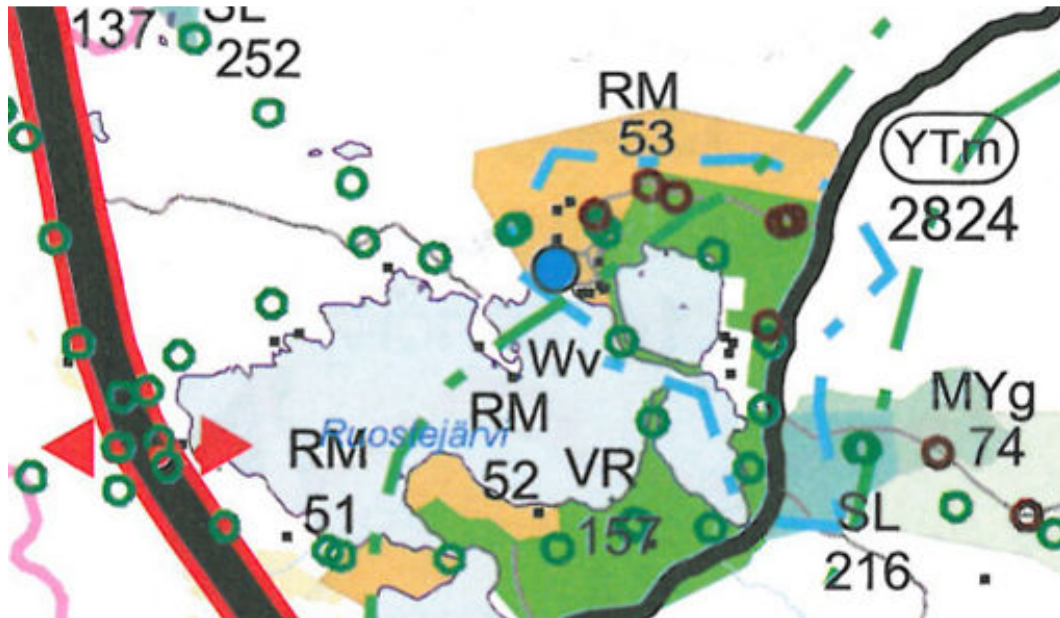 137
SL
252
RM
53
YTm
2824
Wv
RM
52
Ruostejärvi
RM
51
VR
157
MYg
74
SL
216